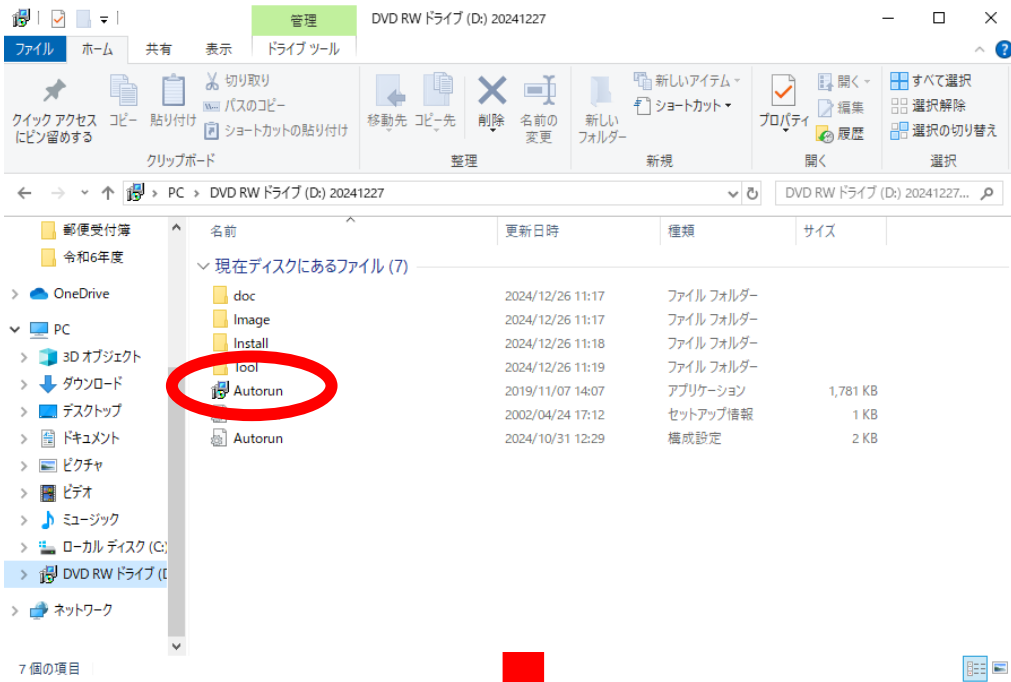 管理
DVD RW ドライブ (D:) 20241227
ファイル
ホーム
共有
表示
ドライブ ツール
クイック アクセス
にピン留めする
コピー
貼り付け
切り取り
パスのコピー
ショートカットの貼り付け
クリップボード
移動先
コピー先
削除
名前の
変更
整理
新しい
フォルダー
新しいアイテム
ショートカット
新規
プロパティ
開く
編集
履歴
開く
すべて選択
選択解除
選択の切り替え
選択
PC
DVD RW ドライブ (D:) 20241227
DVD RW ドライブ (D:) 20241227...
郵便受付簿
令和6年度
OneDrive
PC
3D オブジェクト
ダウンロード
デスクトップ
ドキュメント
ピクチャ
ビデオ
ミュージック
ローカル ディスク (C:)
DVD RW ドライブ (D
ネットワーク
名前 更新日時 種類 サイズ
現在ディスクにあるファイル (7)
doc 2024/12/26 11:17 ファイル フォルダー
Image 2024/12/26 11:17 ファイル フォルダー
Install 2024/12/26 11:18 ファイル フォルダー
Tool 2024/12/26 11:19 ファイル フォルダー
Autorun 2019/11/07 14:07 アプリケーション 1,781 KB
2002/04/24 17:12 セットアップ情報 1 KB
Autorun 2024/10/31 12:29 構成設定 2 KB
7 個の項目